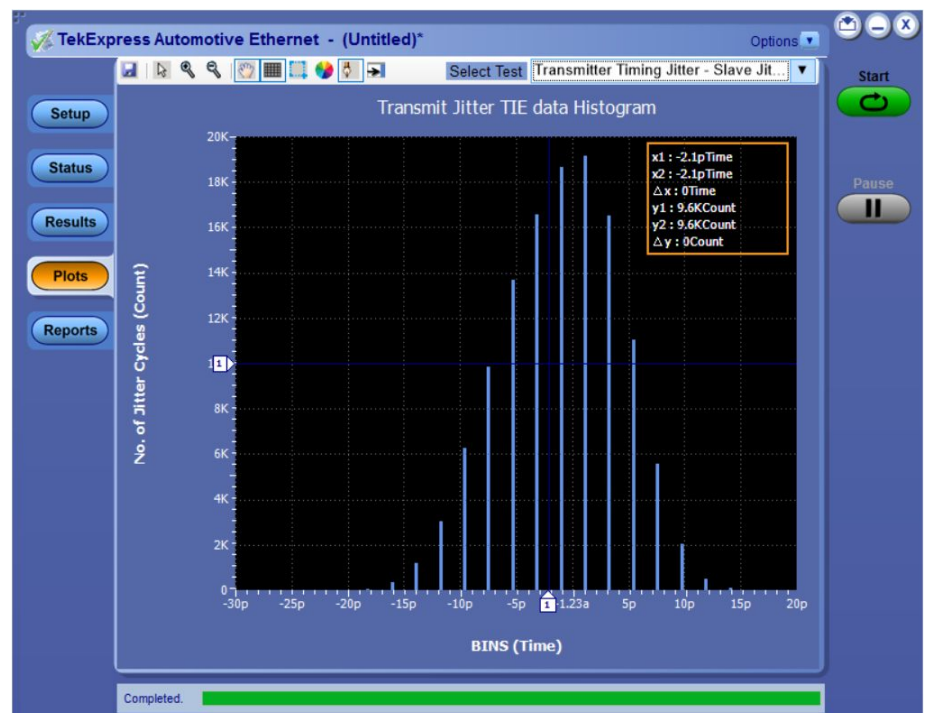 TekExpress Automotive Ethernet - (Untitled)*
Options
Select Test
Transmitter Timing Jitter - Slave Jit...
Start
Pause
Setup
Status
Results
Plots
Reports
Transmit Jitter TIE data Histogram
No. of Jitter Cycles (Count)
20K
18K
16K
14K
12K
1
8K
6K
4K
2K
0
x1 : -2.1pTime
x2 : -2.1pTime
Δx : 0Time
y1 : 9.6KCount
y2 : 9.6KCount
Δy : 0Count
-30p -25p -20p -15p -10p -5p 1 -1.23a 5p 10p 15p 20p
BINS (Time)
Completed.